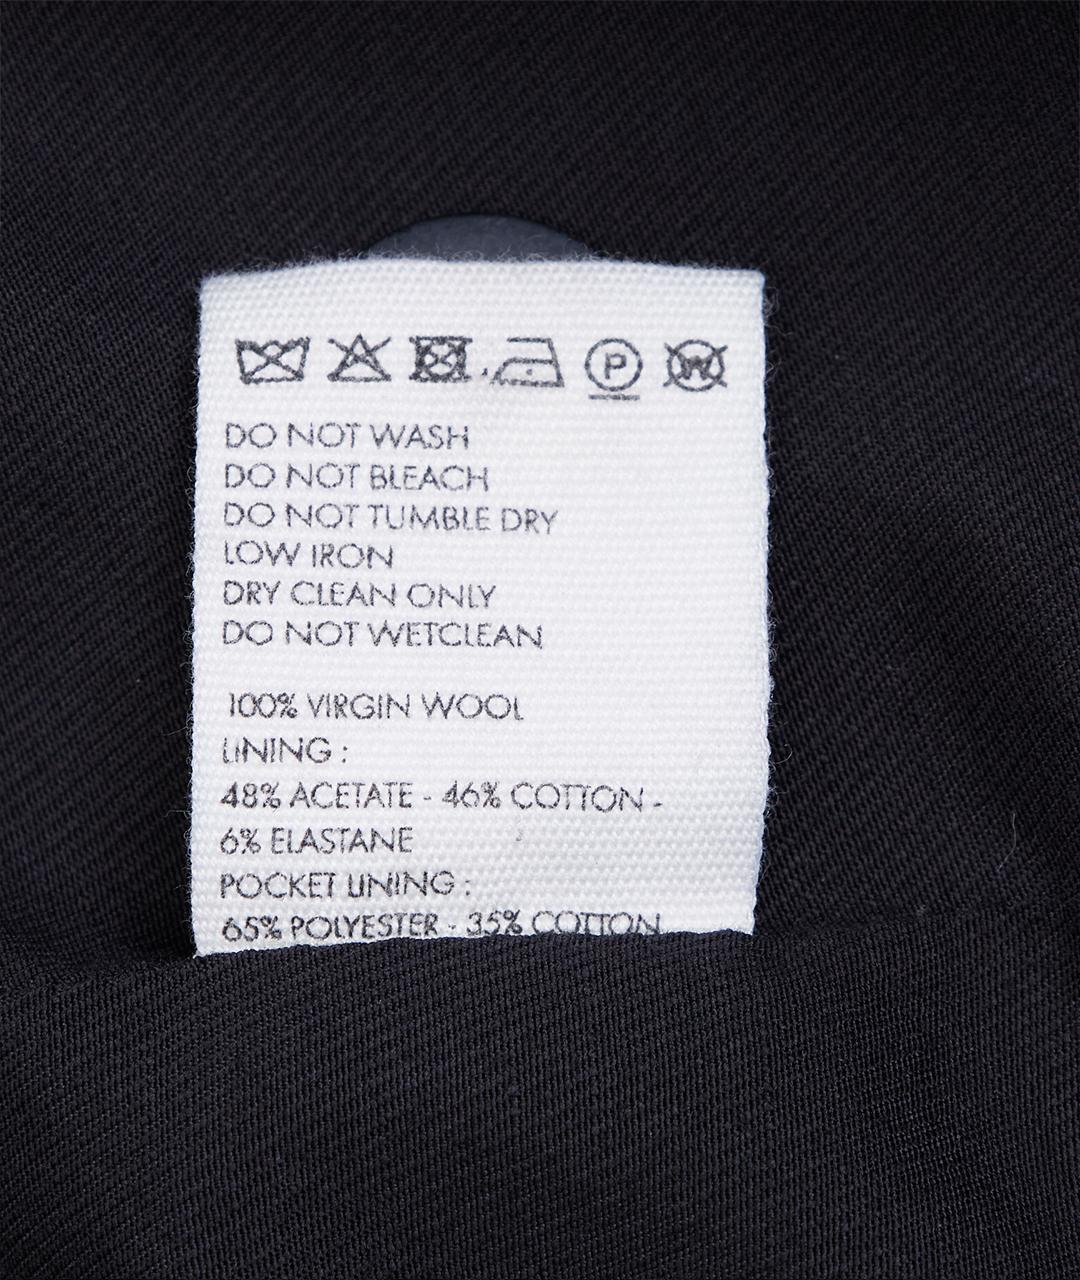 P W
DO NOT WASH
DO NOT BLEACH
DO NOT TUMBLE DRY
LOW IRON
DRY CLEAN ONLY
DO NOT WETCLEAN
100% VIRGIN WOOL
LINING :
48% ACETATE - 46% COTTON -
6% ELASTANE
POCKET LINING :
65% POLYESTER - 35% COTTON